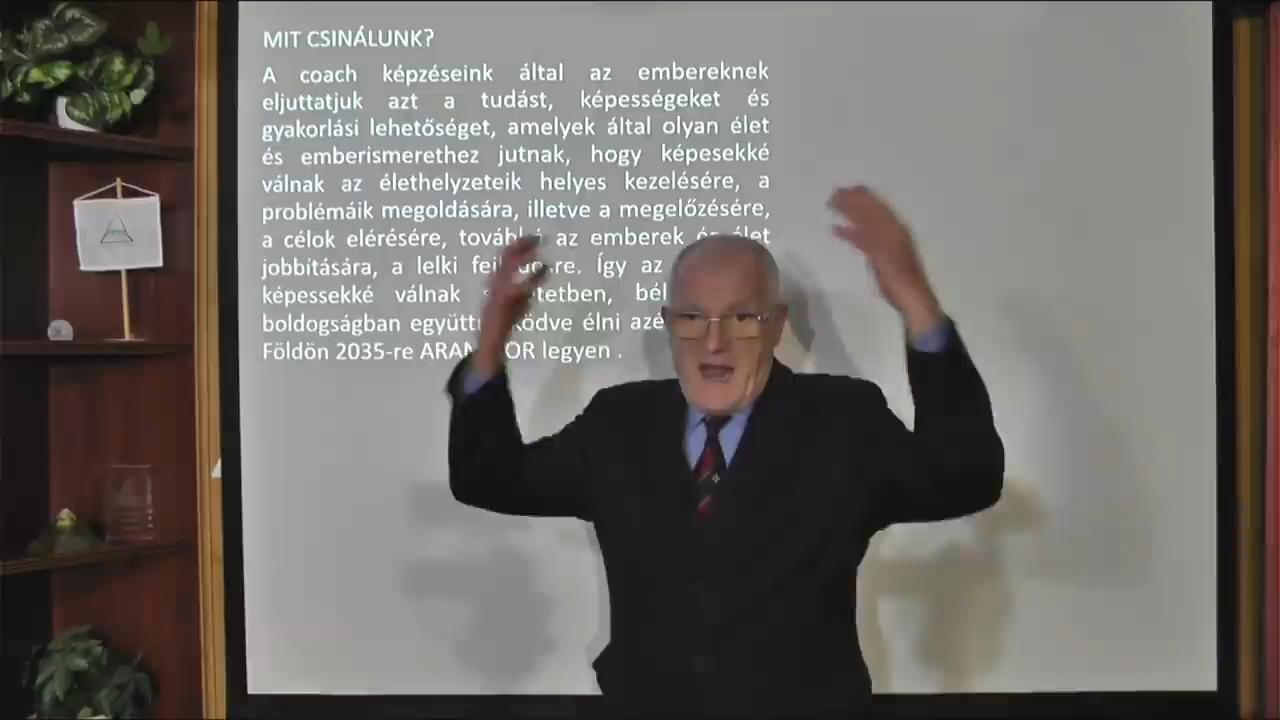 MIT CSINÁLUNK?
A coach képzéseink által az embereknek
eljuttatjuk azt a tudást, képességeket és
gyakorlási lehetőséget, amelyek által olyan élet
és emberismerethez jutnak, hogy képesekké
válnak az élethelyzeteik helyes kezelésére, a
problémáik megoldására, illetve a megelőzésére,
a célok elérésére, az emberek élet
jobbítására, a lelki Így az
képessekké válnak
boldogságban élni
Földön 2035-re legyen .